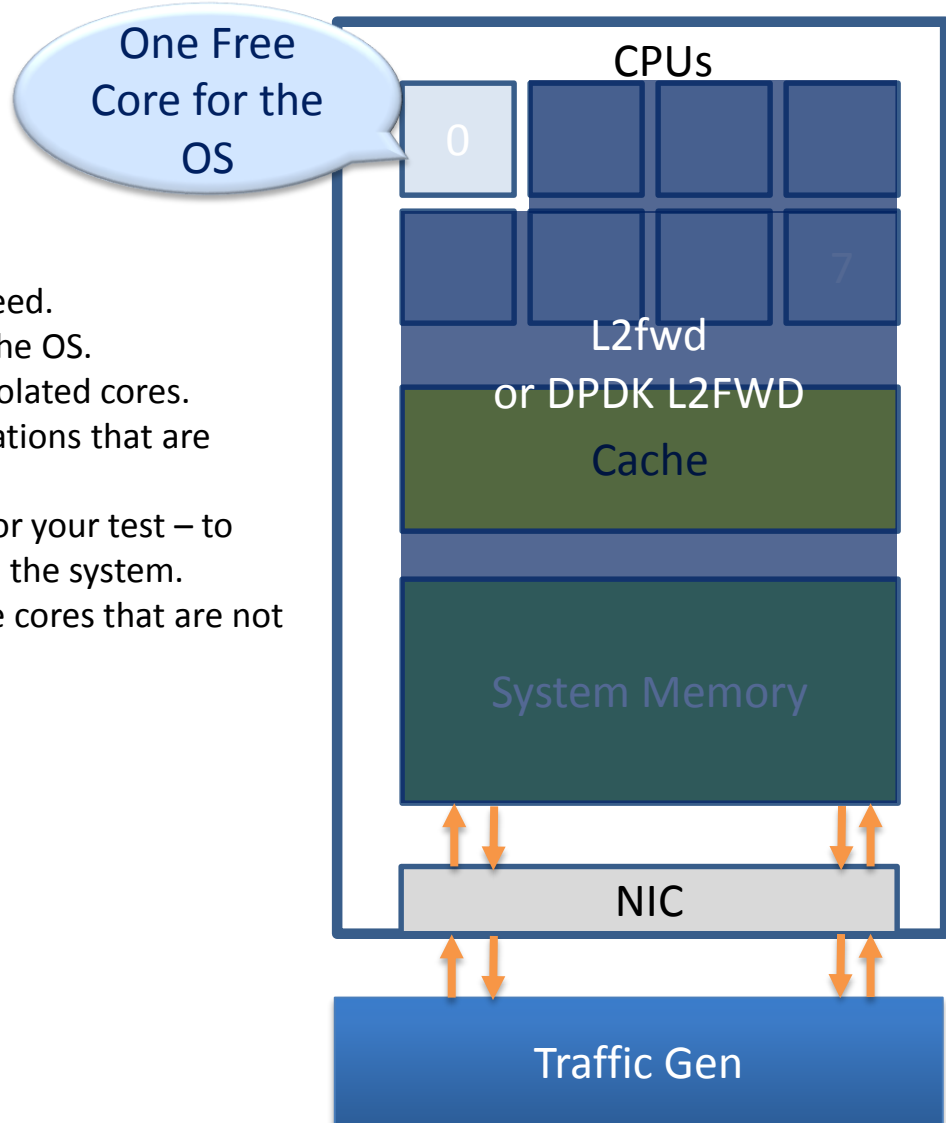 One Free
Core for the
OS
CPUs
0
7
eed.
he OS.
olated cores.
ations that are
or your test – to
the system.
e cores that are not
L2fwd
or DPDK L2FWD
Cache
System Memory
NIC
Traffic Gen